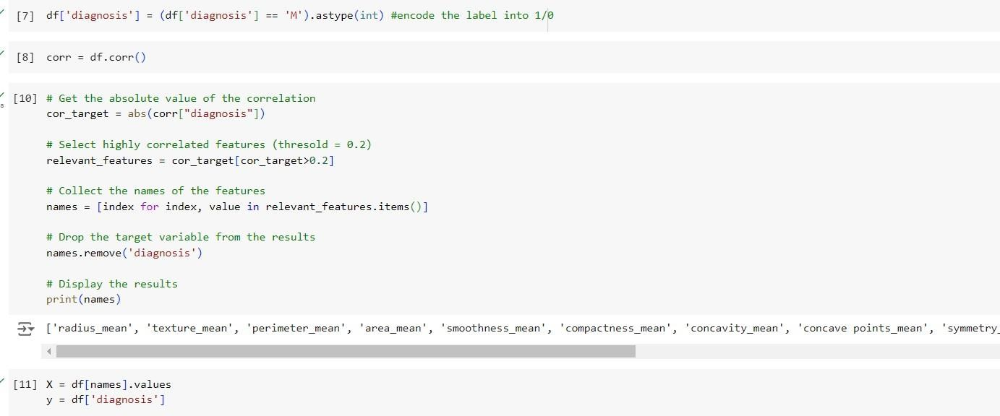 [7] df['diagnosis'] = (df['diagnosis'] == 'M').astype(int) #encode the label into 1/0
[8] corr = df.corr()
[10] # Get the absolute value of the correlation
cor_target = abs(corr["diagnosis"])
# Select highly correlated features (thresold = 0.2)
relevant_features = cor_target[cor_target>0.2]
# Collect the names of the features
names = [index for index, value in relevant_features.items()]
# Drop the target variable from the results
names.remove('diagnosis')
# Display the results
print(names)
['radius_mean', 'texture_mean', 'perimeter_mean', 'area_mean', 'smoothness_mean', 'compactness_mean', 'concavity_mean', 'concave points_mean', 'symmetry_
[11] X = df[names].values
y = df['diagnosis']